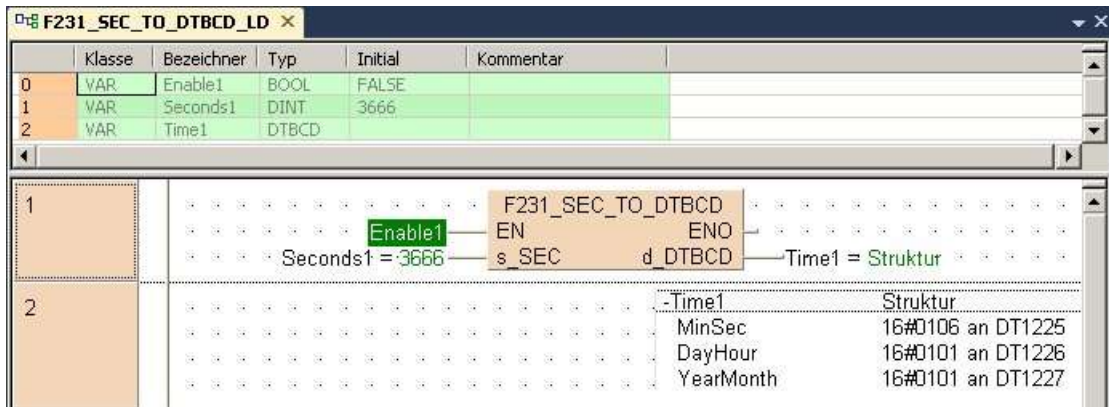 F231_SEC_TO_DTBCD_LD
Klasse Bezeichner Typ Initial Kommentar
0 VAR Enable1 BOOL FALSE
1 VAR Seconds1 DINT 3666
2 VAR Time1 DTBCD
1 F231_SEC_TO_DTBCD
Enable1 EN ENO
Seconds1 = 3666 s_SEC d_DTBCD Time1 = Struktur
2 -Time1 Struktur
MinSec 16#0106 an DT1225
DayHour 16#0101 an DT1226
YearMonth 16#0101 an DT1227